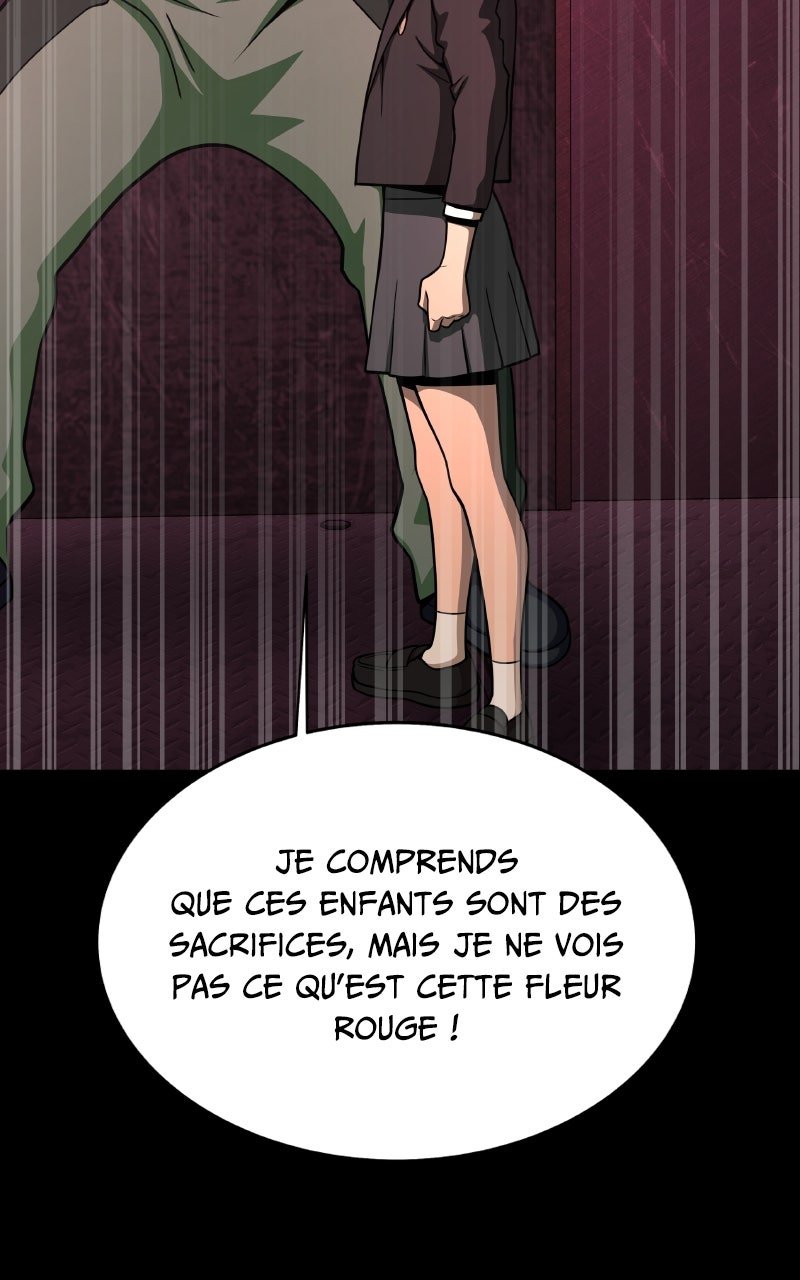 JE COMPRENDS
QUE CES ENFANTS SONT DES
SACRIFICES, MAIS JE NE VOIS
PAS CE QU'EST CETTE FLEUR
ROUGE !